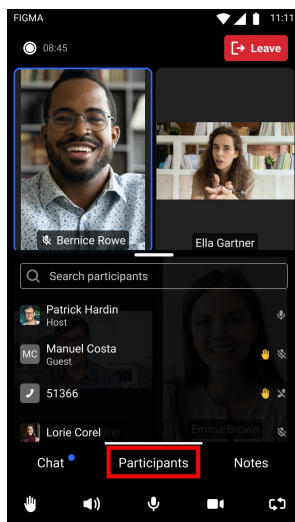 FIGMA 11:11
08:45 Leave
Bernice Rowe
Ella Gartner
Search participants
Patrick Hardin
Host
MC Manuel Costa
Guest
51366
Lorie Corel
Emma Brown
Chat Participants Notes